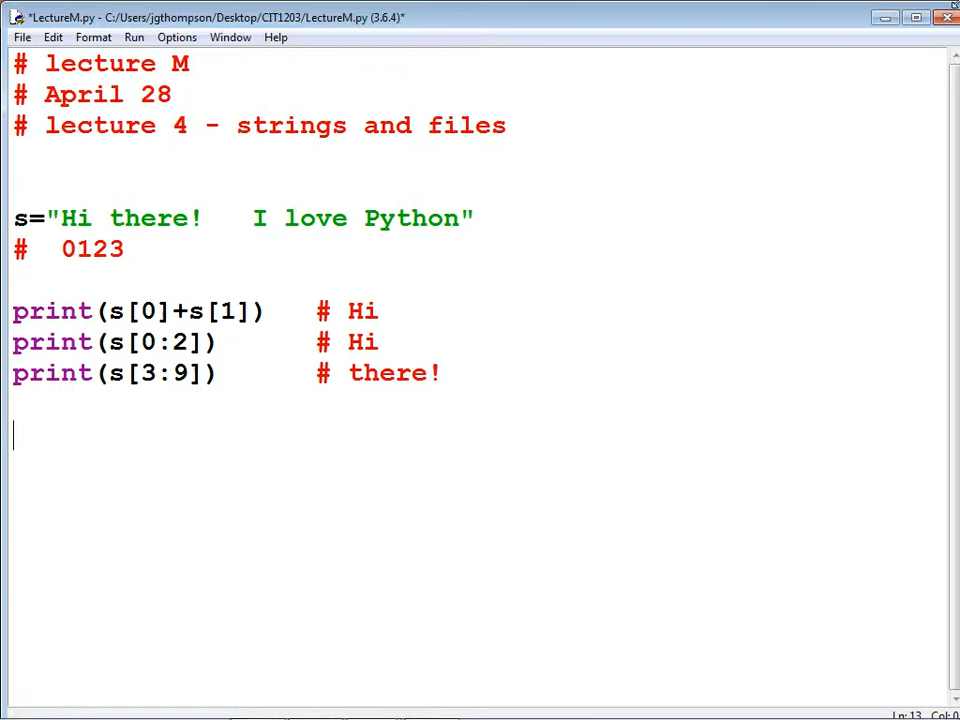 *LectureM.py - C:/Users/jgthompson/Desktop/CIT1203/LectureM.py (3.6.4)*
File Edit Format Run Options Window Help
# lecture M
# April 28
# lecture 4 - strings and files
s="Hi there!   I love Python"
#  0123
print(s[0]+s[1])   # Hi
print(s[0:2])      # Hi
print(s[3:9])      # there!
Ln: 13 Col: 0